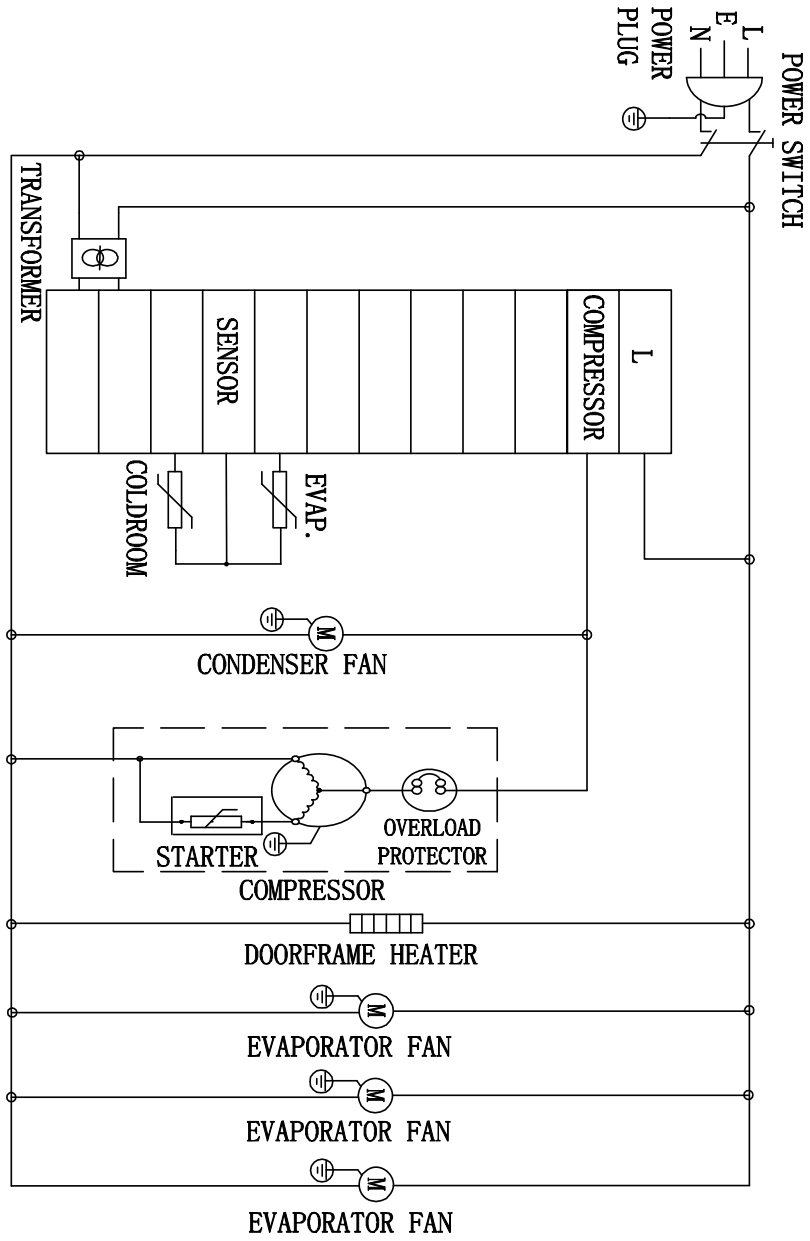 POWER SWITCH
L
E
N
POWER
PLUG
TRANSFORMER
SENSOR
COMPRESSOR
L
COLDROOM
EVAP.
M
CONDENSER FAN
OVERLOAD
PROTECTOR
STARTER
COMPRESSOR
DOORFRAME HEATER
M
EVAPORATOR FAN
M
EVAPORATOR FAN
M
EVAPORATOR FAN